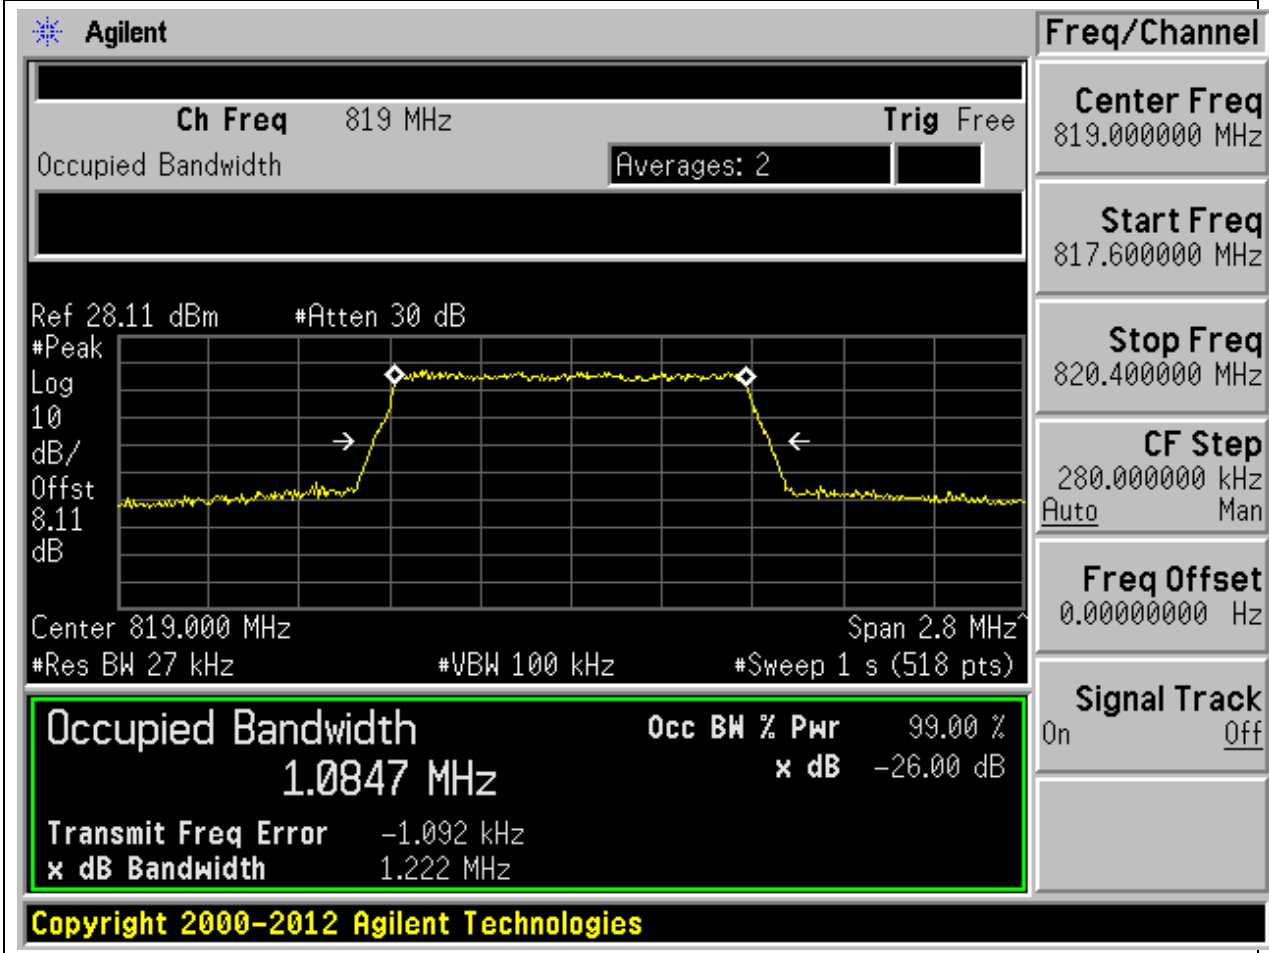 Agilent
Freq/Channel
Ch Freq 819 MHz Trig Free
Occupied Bandwidth Averages: 2
Center Freq
819.000000 MHz
Start Freq
817.600000 MHz
Stop Freq
820.400000 MHz
CF Step
280.000000 kHz
Auto Man
Freq Offset
0.00000000 Hz
Signal Track
On Off
Ref 28.11 dBm #Atten 30 dB
#Peak
Log
10
dB/
Offst
8.11
dB
Center 819.000 MHz Span 2.8 MHz^
#Res BW 27 kHz #VBW 100 kHz #Sweep 1 s (518 pts)
Occupied Bandwidth Occ BW % Pwr 99.00 %
1.0847 MHz x dB -26.00 dB
Transmit Freq Error -1.092 kHz
x dB Bandwidth 1.222 MHz
Copyright 2000-2012 Agilent Technologies